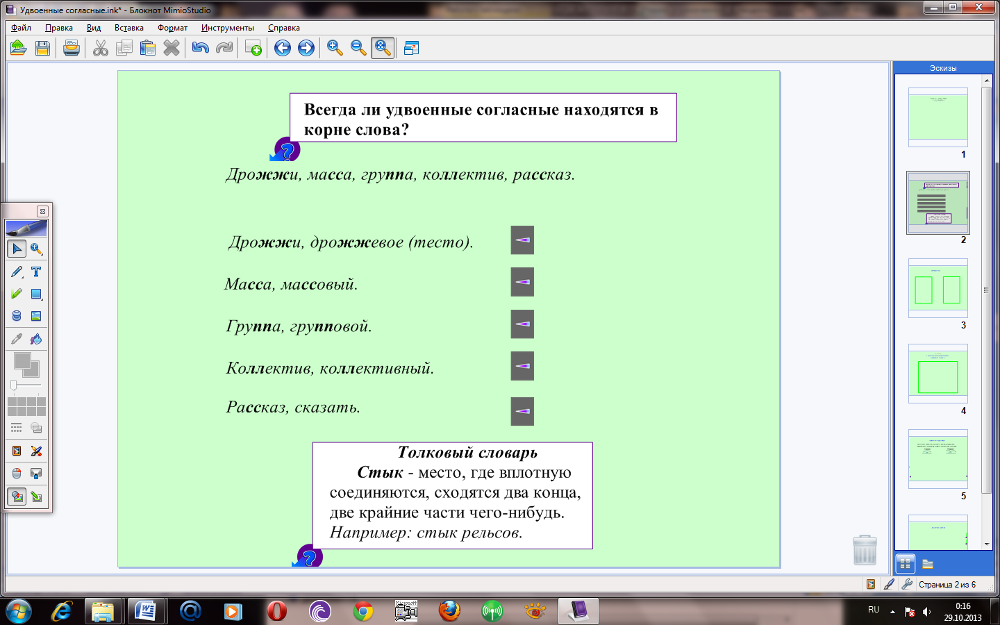 Удвоенные согласные.ink* - Блокнот MimioStudio
Файл Правка Вид Вставка Формат Инструменты Справка
Всегда ли удвоенные согласные находятся в
корне слова?
Дрожжи, масса, группа, коллектив, рассказ.
Дрожжи, дрожжевое (тесто).
Масса, массовый.
Группа, групповой.
Коллектив, коллективный.
Рассказ, сказать.
Толковый словарь
Стык - место, где вплотную
соединяются, сходятся два конца,
две крайние части чего-нибудь.
Например: стык рельсов.
Эскизы
1
2
3
4
5
Страница 2 из 6
Microsoft
RU
0:16
29.10.2013